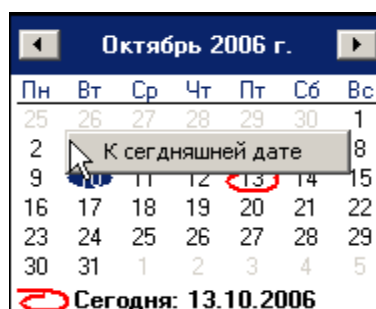 Октябрь 2006 г.
Пн Вт Ср Чт Пт Сб Вс
25 26 27 28 29 30 1
2 К сегдняшней дате 8
9 10 11 12 13 14 15
16 17 18 19 20 21 22
23 24 25 26 27 28 29
30 31 1 2 3 4 5
Сегодня: 13.10.2006